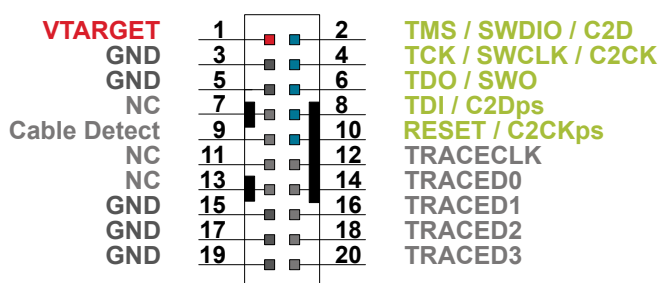 VTARGET 1 2 TMS / SWDIO / C2D
GND 3 4 TCK / SWCLK / C2CK
GND 5 6 TDO / SWO
NC 7 8 TDI / C2Dps
Cable Detect 9 10 RESET / C2CKps
NC 11 12 TRACECLK
NC 13 14 TRACED0
GND 15 16 TRACED1
GND 17 18 TRACED2
GND 19 20 TRACED3